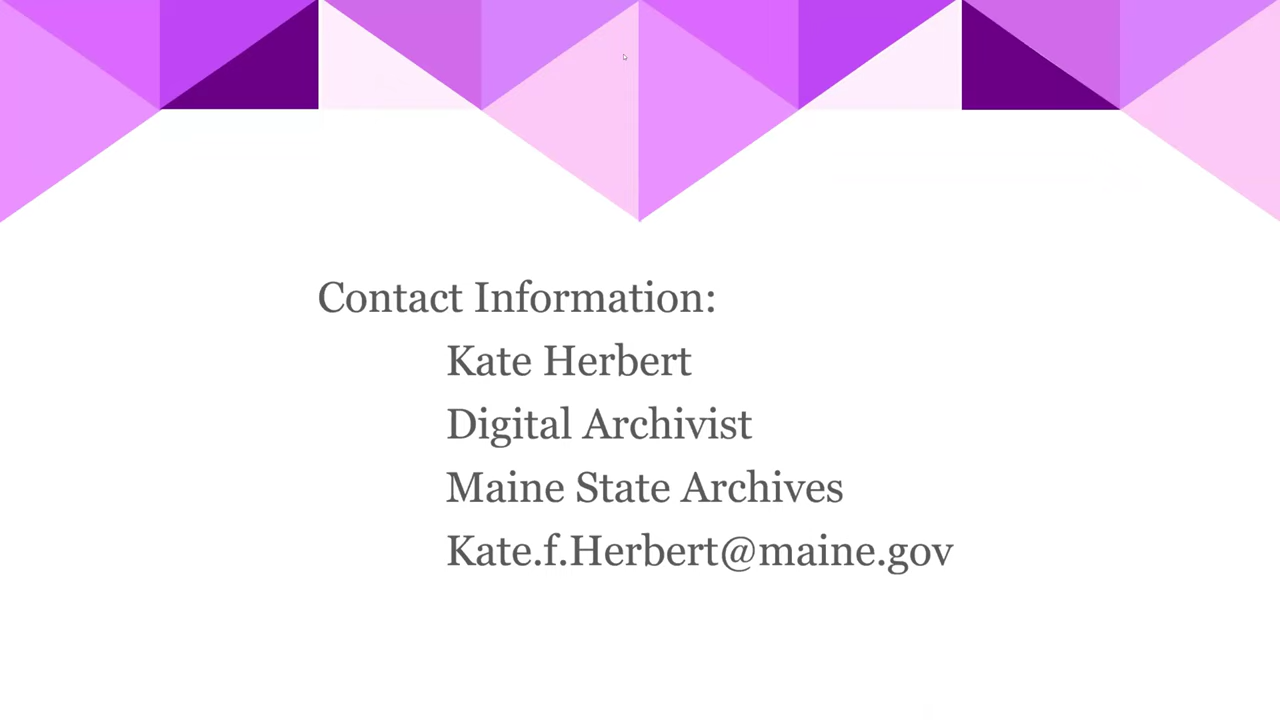 Contact Information:
Kate Herbert
Digital Archivist
Maine State Archives
Kate.f.Herbert@maine.gov